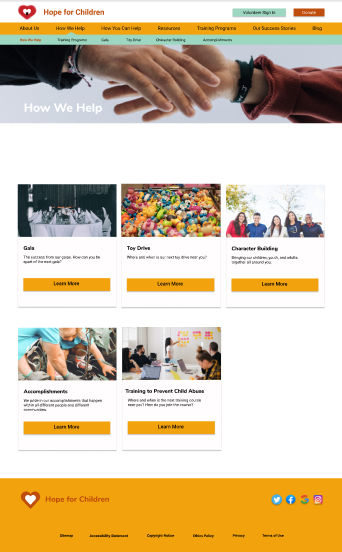 Hope for Children
Volunteer Sign In
Donate
About Us
How We Help
How You Can Help
Resources
Training Programs
Our Success Stories
Blog
How We Help
Training Programs
Gala
Toy Drive
Character Building
Accomplishments
How We Help
Gala
The success from our galas. How can you be
apart of the next gala?
Learn More
Toy Drive
Where and when is our next toy drive near you?
Learn More
Character Building
Bringing our children, youth, and adults
together all around you.
Learn More
Accomplishments
We pride in our accomplishments that happen
within all different people and different
communities.
Learn More
Training to Prevent Child Abuse
Where and when is the next training course
near you? How do you join the course?
Learn More
Hope for Children
Sitemap
Accessibility Statement
Copyright Notice
Ethics Policy
Privacy
Terms of Use